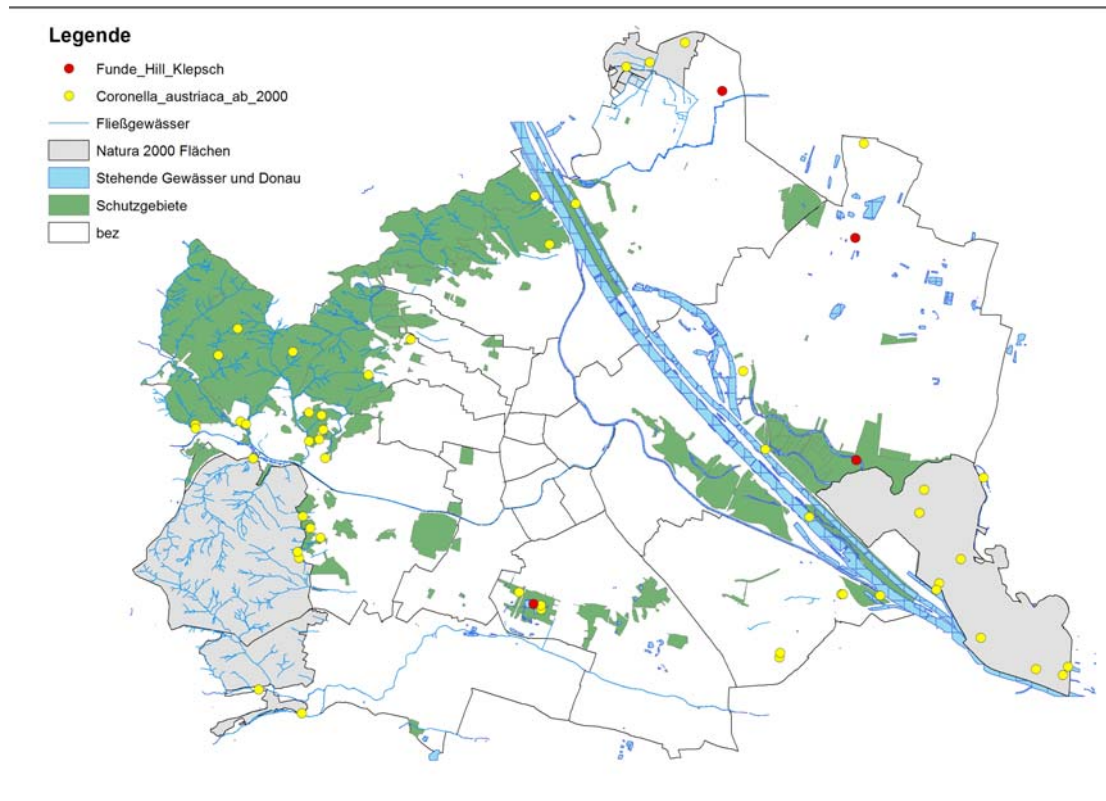 Legende
Funde_Hill_Klepsch
Coronella_austriaca_ab_2000
Fließgewässer
Natura 2000 Flächen
Stehende Gewässer und Donau
Schutzgebiete
bez